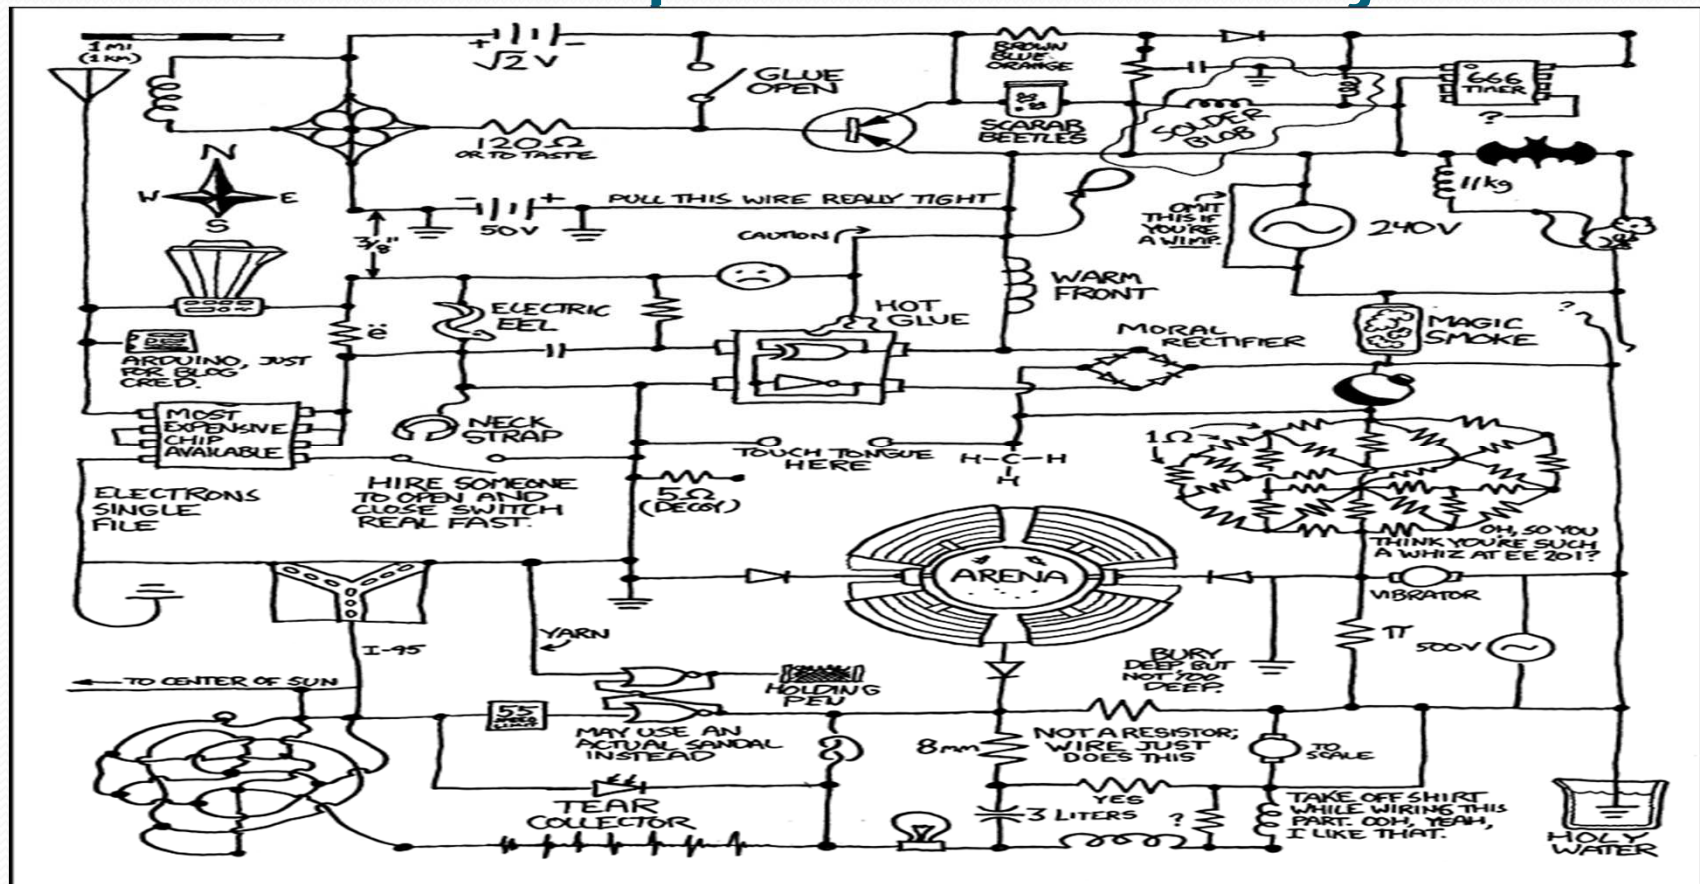 1 MI
(1 KM)
√2 V
GLUE
OPEN
BROWN
BLUE
ORANGE
666
TIMER
?
SCARAB
BEETLES
SOLDER
BLOB
120Ω
OR TO TASTE
N
W E
S
50V
PULL THIS WIRE REALLY TIGHT
3/8"
CAUTION
OMIT
THIS IF
YOU'RE
A WIMP.
240V
11kg
ELECTRIC
EEL
ë
HOT
GLUE
WARM
FRONT
MORAL
RECTIFIER
MAGIC
SMOKE
?
ARDUINO, JUST
FOR BLOG
CRED.
MOST
EXPENSIVE
CHIP
AVAILABLE
NECK
STRAP
TOUCH TONGUE
HERE
H-C-H
H
1Ω
ELECTRONS
SINGLE
FILE
HIRE SOMEONE
TO OPEN AND
CLOSE SWITCH
REAL FAST.
5Ω
(DECOY)
OH, SO YOU
THINK YOU'RE SUCH
A WHIZ AT EE 201?
ARENA
VIBRATOR
I-95
YARN
π
500V
BURY
DEEP, BUT
NOT TOO
DEEP.
TO CENTER OF SUN
HOLDING
PEN
55
MAY USE AN
ACTUAL SANDAL
INSTEAD
8mm
NOT A RESISTOR;
WIRE JUST
DOES THIS
TO
SCALE
TEAR
COLLECTOR
YES
3 LITERS
?
TAKE OFF SHIRT
WHILE WIRING THIS
PART. OOH, YEAH,
I LIKE THAT.
HOLY
WATER